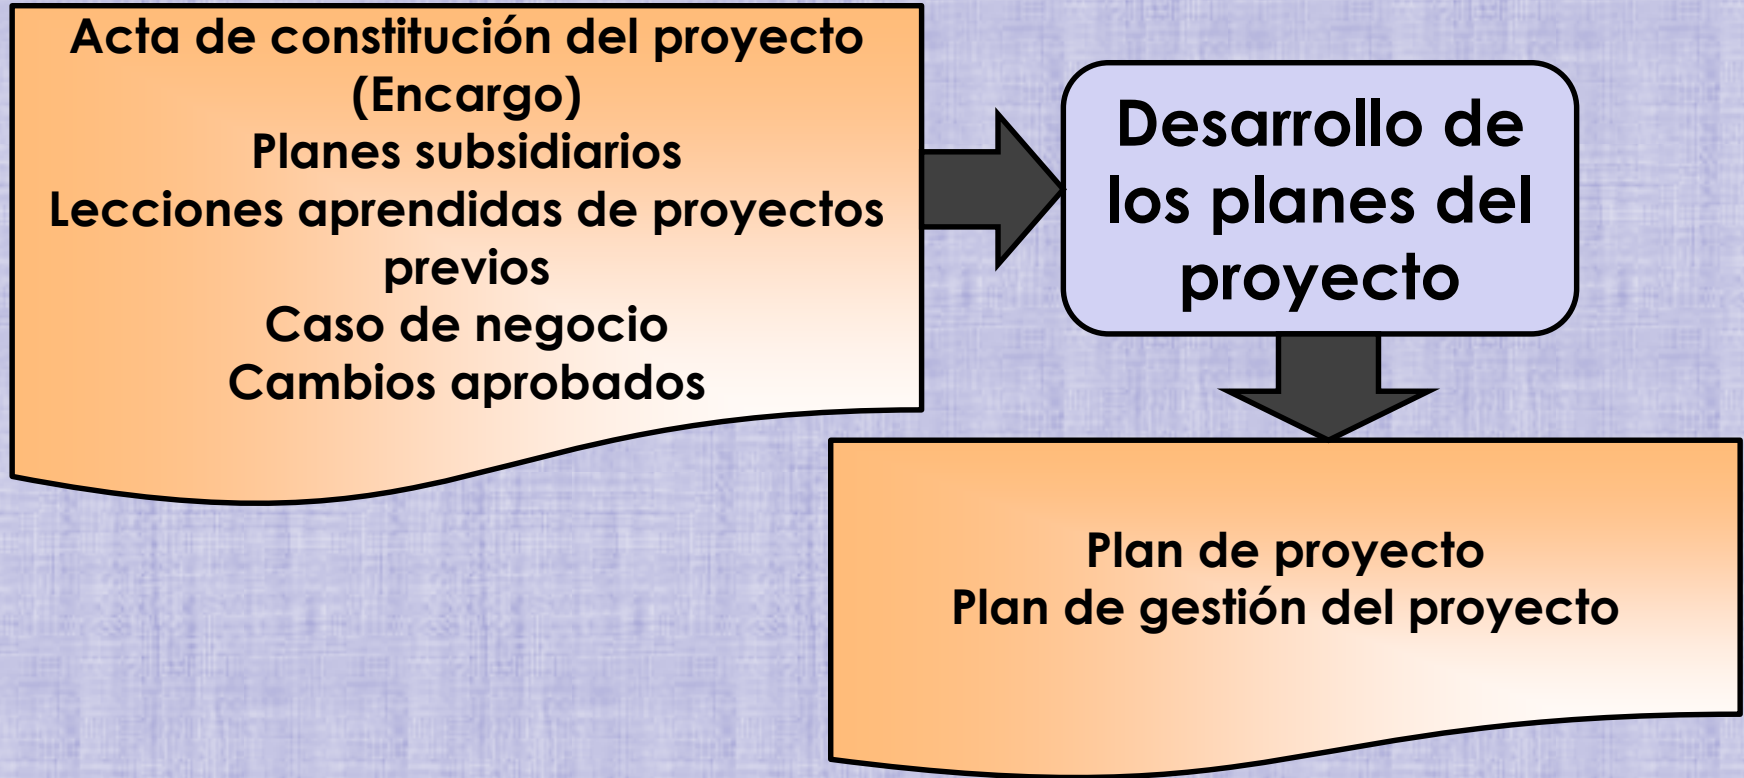 Acta de constitución del proyecto
(Encargo)
Planes subsidiarios
Lecciones aprendidas de proyectos
previos
Caso de negocio
Cambios aprobados
Desarrollo de
los planes del
proyecto
Plan de proyecto
Plan de gestión del proyecto